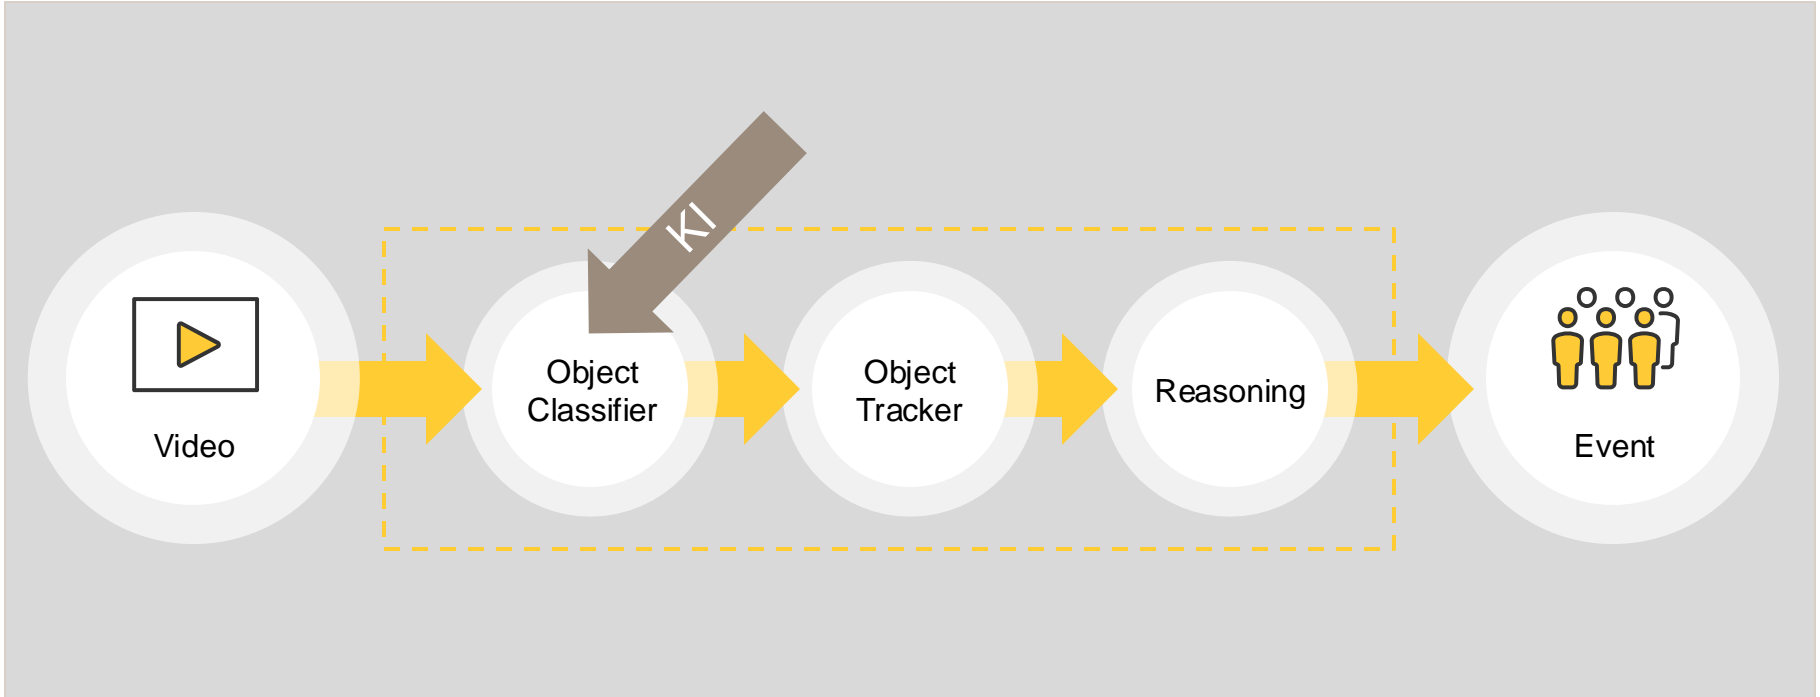 KI
Video
Object
Classifier
Object
Tracker
Reasoning
Event